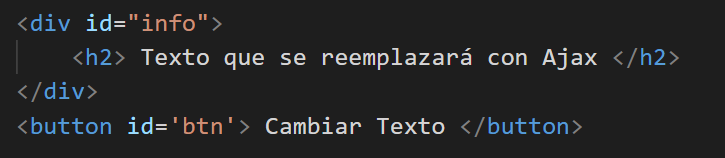 <div id="info">
    <h2> Texto que se reemplazará con Ajax </h2>
</div>
<button id='btn'> Cambiar Texto </button>